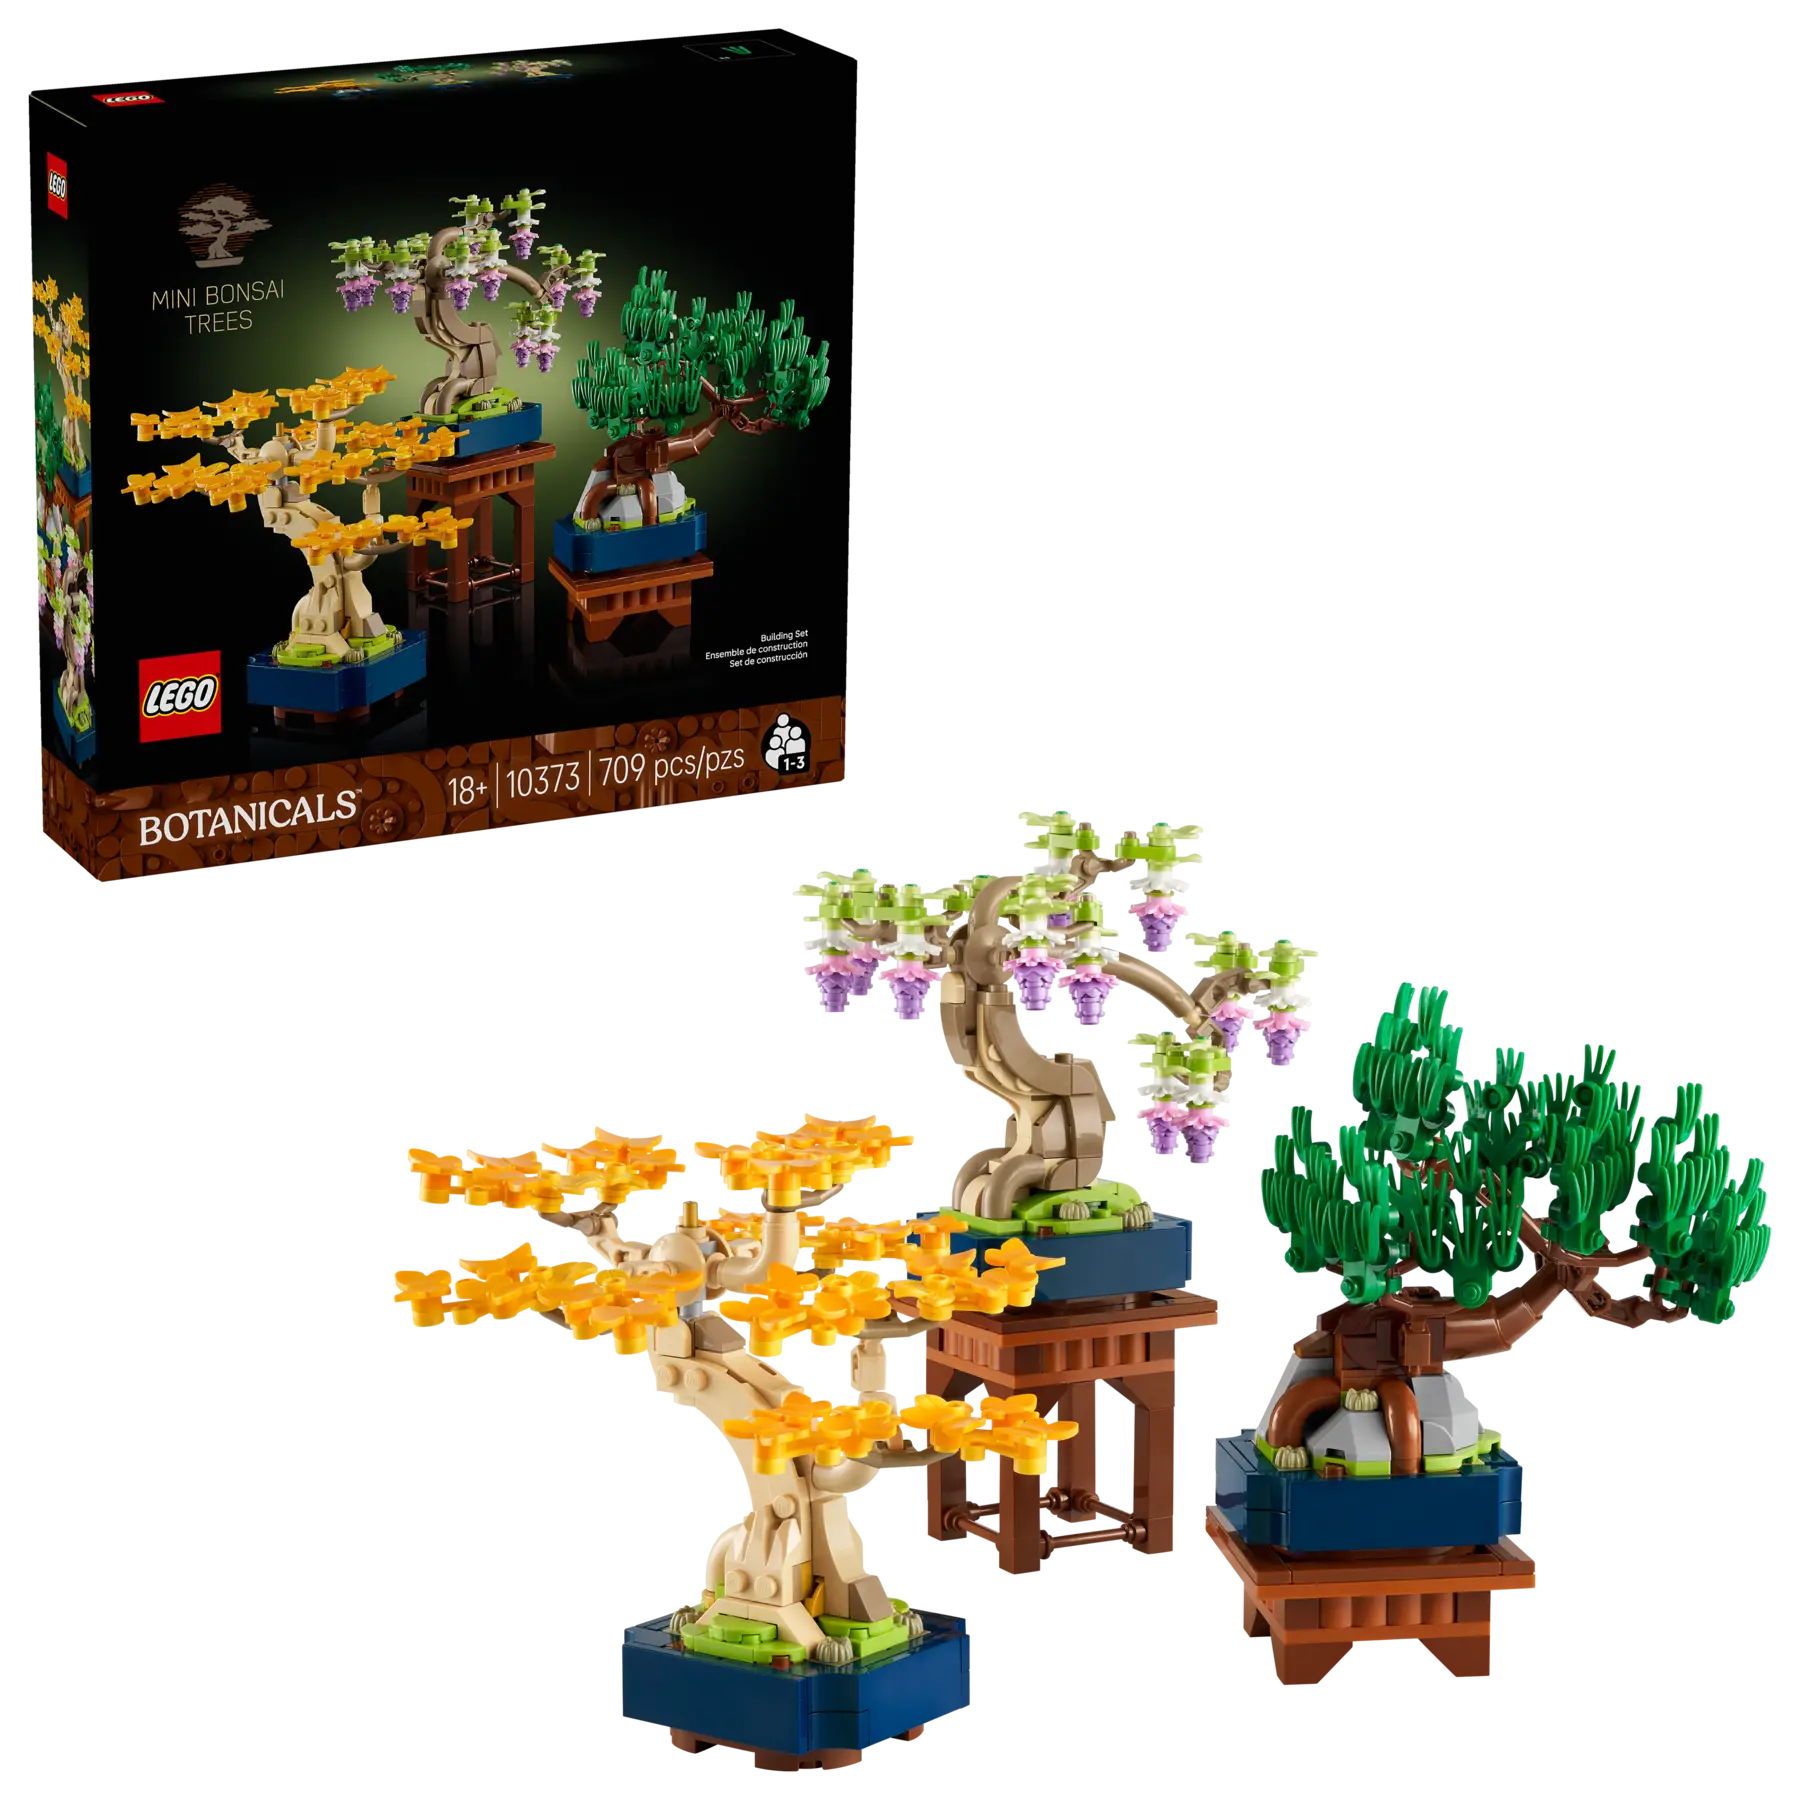 LEGO
LEGO
MINI BONSAI
TREES
Building Set
Ensemble de construction
Set de construcción
LEGO
18+ 10373 709 pcs/pzs
1-3
BOTANICALS™